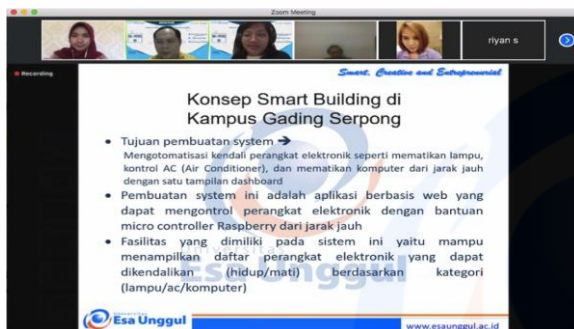 Zoom Meeting
riyan s
Recording
Smart, Creative and Entrepreneurial
Konsep Smart Building di
Kampus Gading Serpong
• Tujuan pembuatan system ➔
Mengotomatisasi kendali perangkat elektronik seperti mematikan lampu,
kontrol AC (Air Conditioner), dan mematikan komputer dari jarak jauh
dengan satu tampilan dashboard
• Pembuatan system ini adalah aplikasi berbasis web yang
dapat mengontrol perangkat elektronik dengan bantuan
micro controller Raspberry dari jarak jauh
• Fasilitas yang dimiliki pada sistem ini yaitu mampu
menampilkan daftar perangkat elektronik yang dapat
dikendalikan (hidup/mati) berdasarkan kategori
(lampu/ac/komputer)
Universitas
Esa Unggul
Esa Unggul
www.esaunggul.ac.id